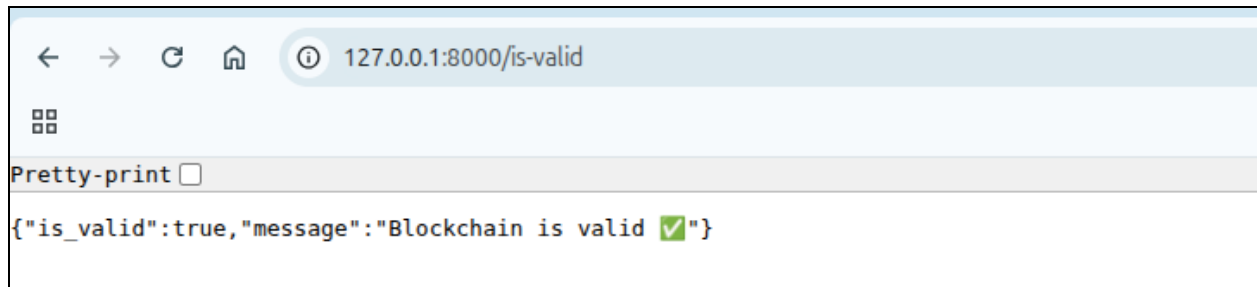 127.0.0.1:8000/is-valid
Pretty-print
{"is_valid":true,"message":"Blockchain is valid ✅"}